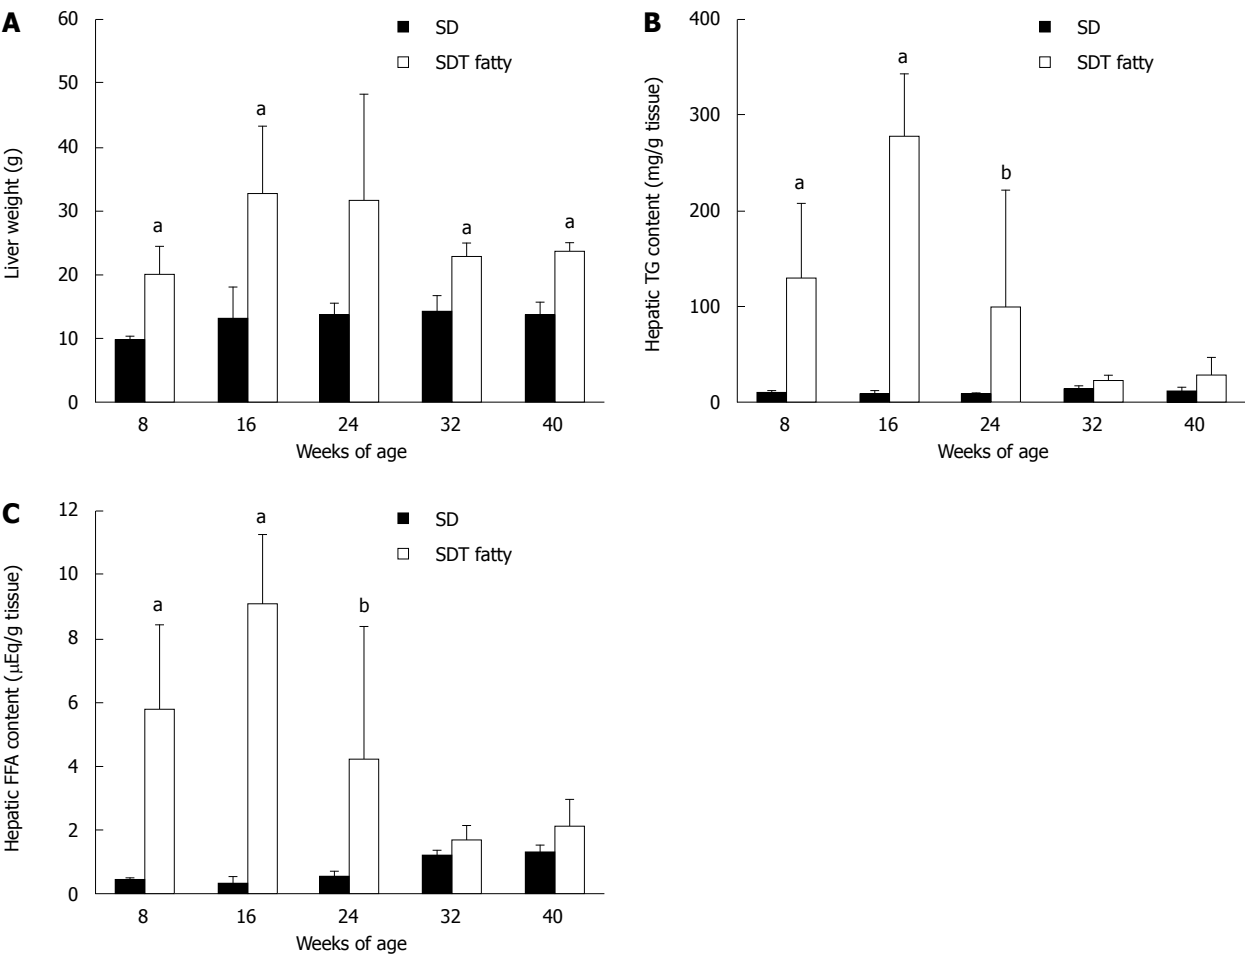 A
Liver weight (g)
60
50
40
30
20
10
0
SD
SDT fatty
a
a
a
a
8 16 24 32 40
Weeks of age
B
Hepatic TG content (mg/g tissue)
400
300
200
100
0
SD
SDT fatty
a
a
b
8 16 24 32 40
Weeks of age
C
Hepatic FFA content (μEq/g tissue)
12
10
8
6
4
2
0
SD
SDT fatty
a
a
b
8 16 24 32 40
Weeks of age